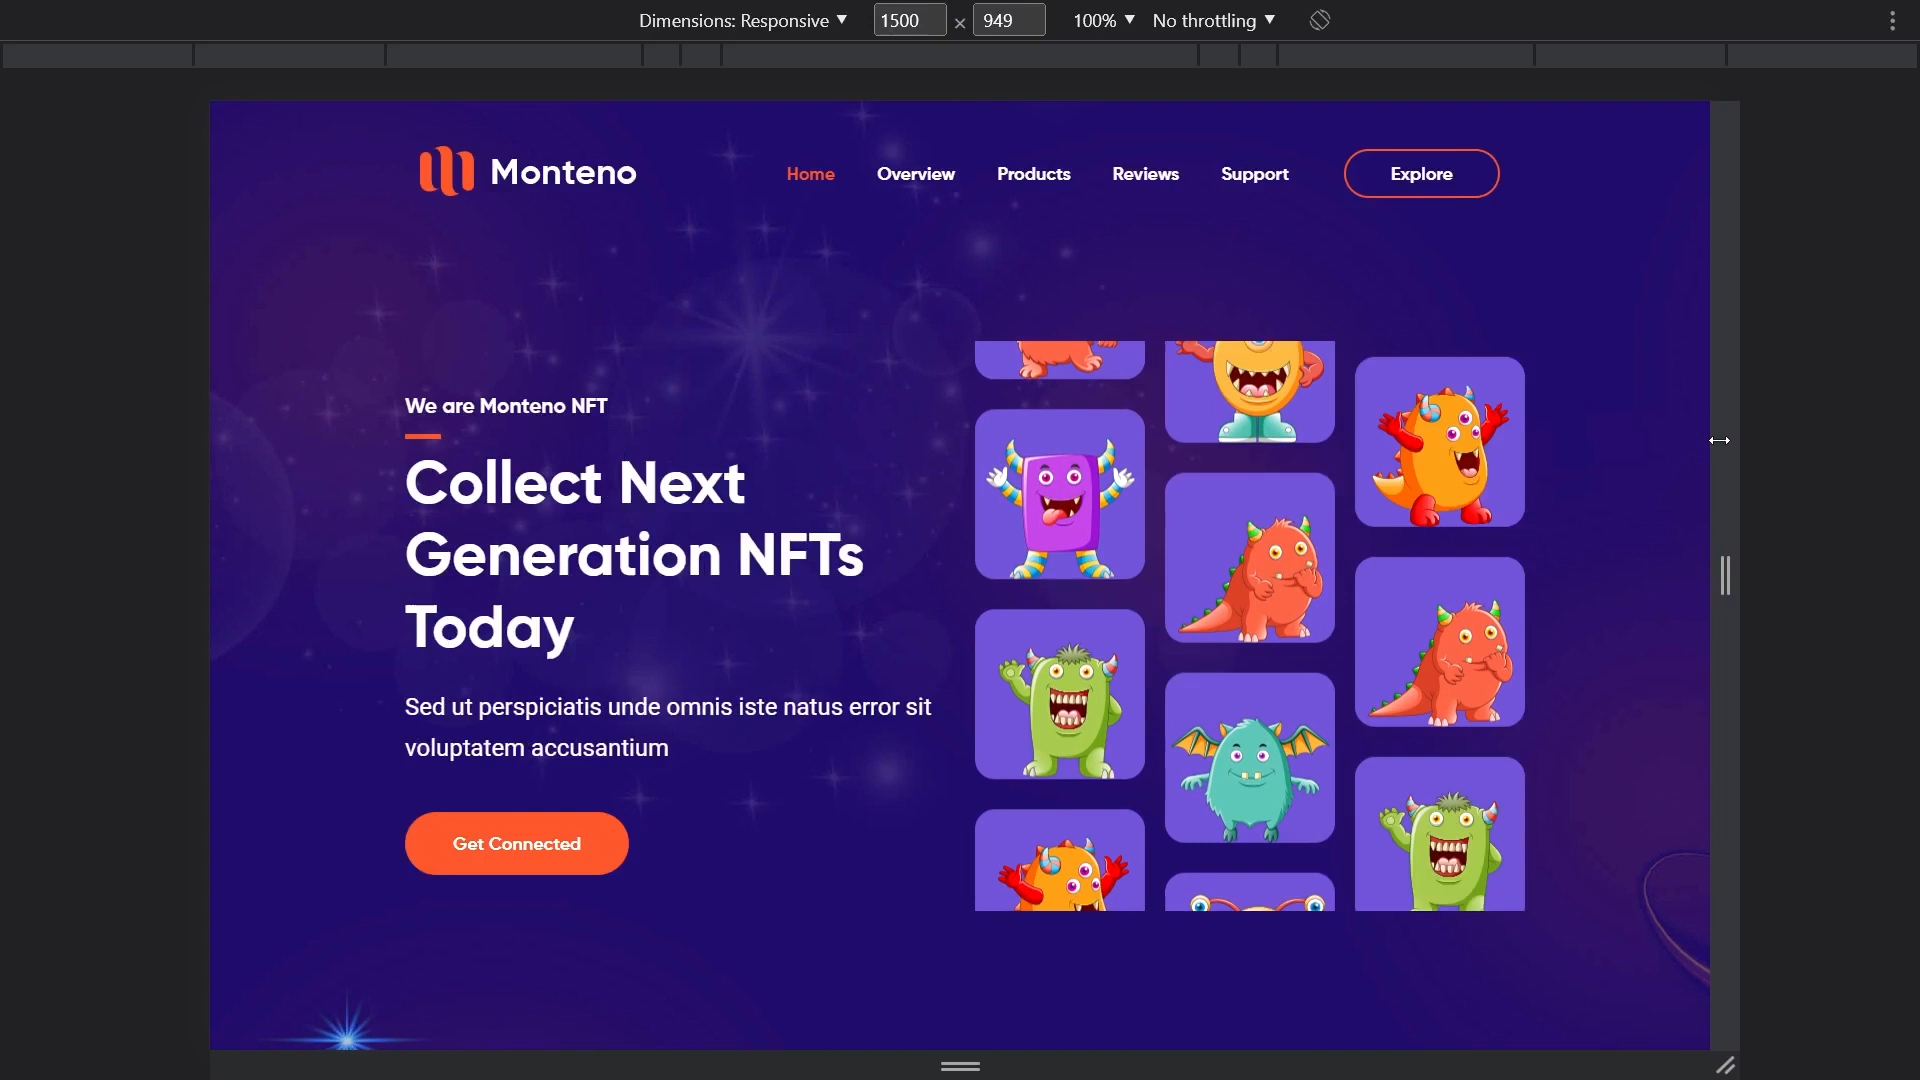 Dimensions: Responsive ▼ 1500 × 949 100% ▼ No throttling ▼
Monteno
Home Overview Products Reviews Support Explore
We are Monteno NFT
Collect Next
Generation NFTs
Today
Sed ut perspiciatis unde omnis iste natus error sit
voluptatem accusantium
Get Connected